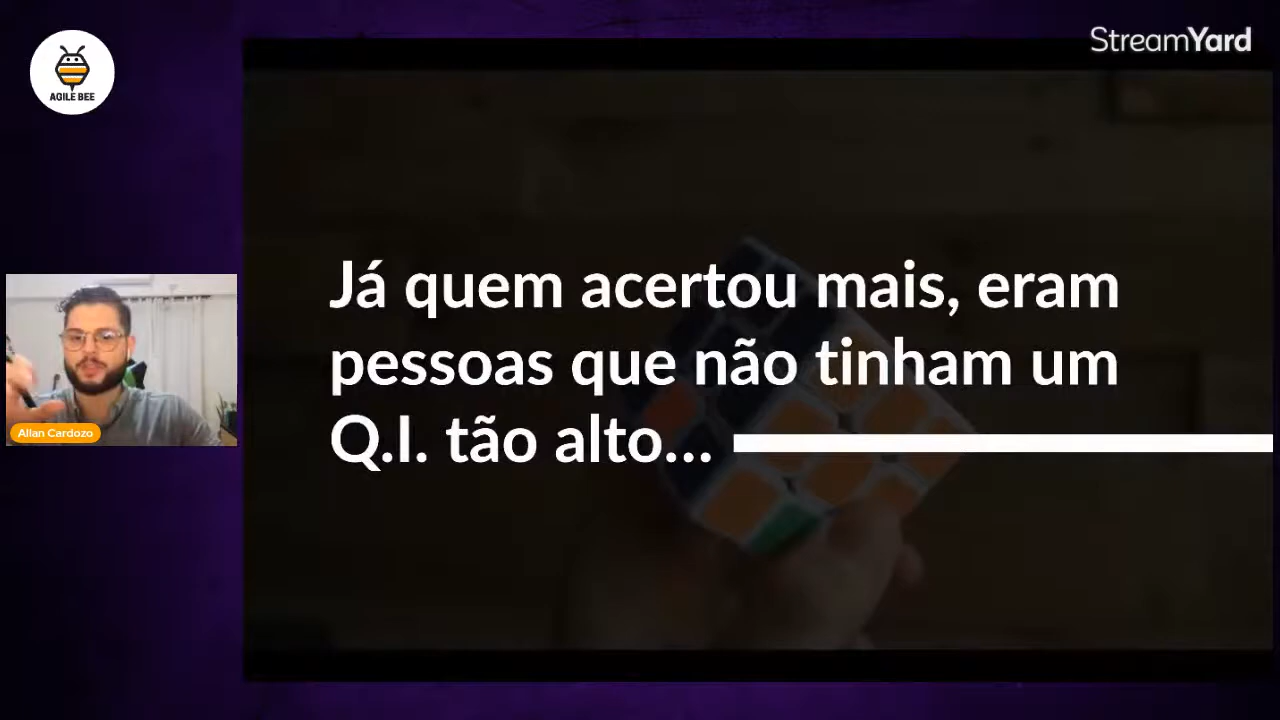 AGILE BEE
StreamYard
Já quem acertou mais, eram
pessoas que não tinham um
Q.I. tão alto...
Allan Cardozo